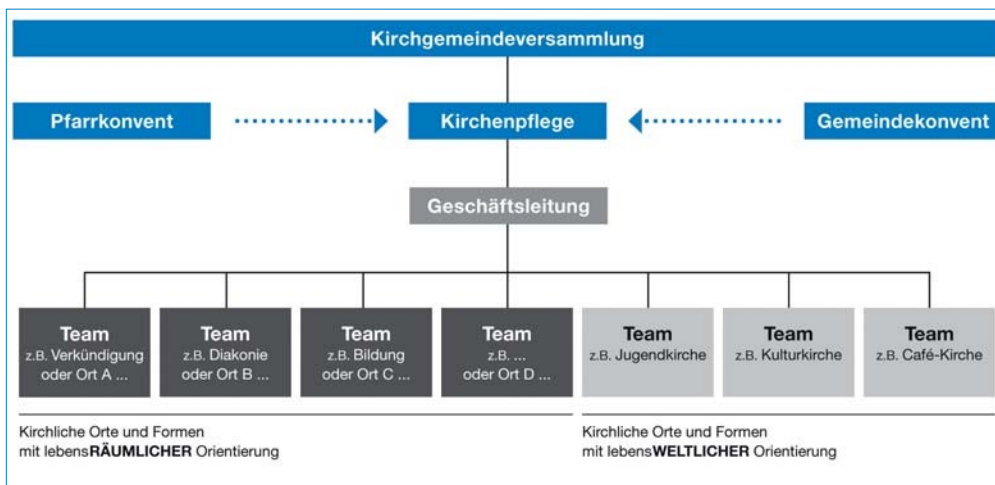 Kirchgemeindeversammlung
Pfarrkonvent
Kirchenpflege
Gemeindekonvent
Geschäftsleitung
Team
z.B. Verkündigung
oder Ort A ...
Team
z.B. Diakonie
oder Ort B ...
Team
z.B. Bildung
oder Ort C ...
Team
z.B. ...
oder Ort D ...
Team
z.B. Jugendkirche
Team
z.B. Kulturkirche
Team
z.B. Café-Kirche
Kirchliche Orte und Formen
mit lebensRÄUMLICHER Orientierung
Kirchliche Orte und Formen
mit lebensWELTLICHER Orientierung